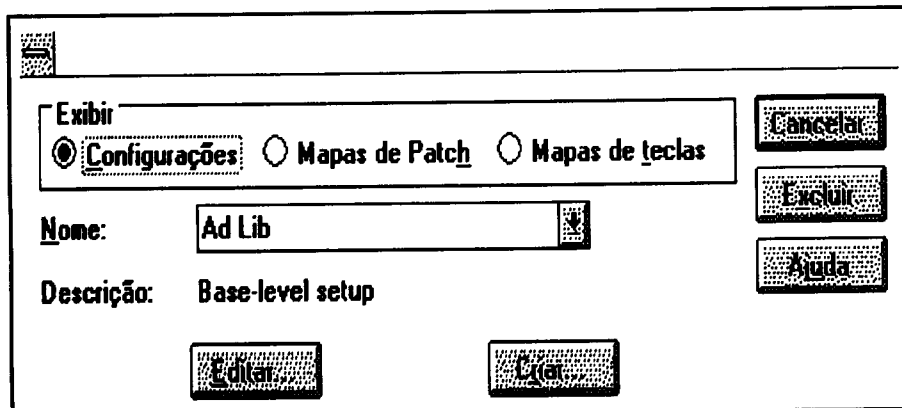 Exibir
Configurações Mapas de Patch Mapas de teclas
Cancelar
Excluir...
Nome: Ad Lib
Ajuda
Descrição: Base-level setup
Editar... Criar...